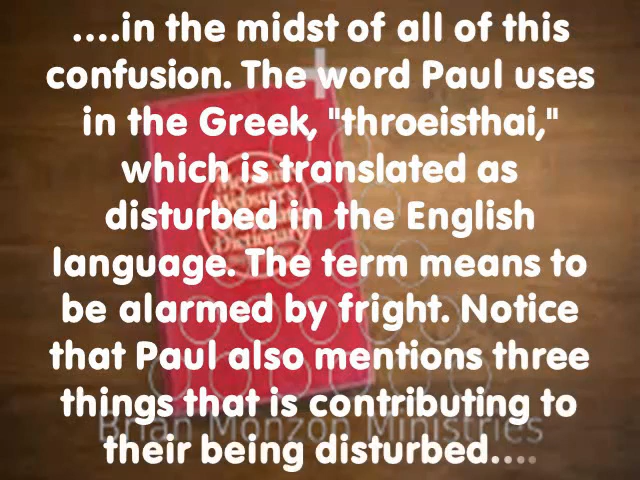 ....in the midst of all of this
confusion. The word Paul uses
in the Greek, "throeisthai,"
which is translated as
disturbed in the English
language. The term means to
be alarmed by fright. Notice
that Paul also mentions three
things that is contributing to
their being disturbed....
Webster's
Dictionary
Brian Monzon Ministries